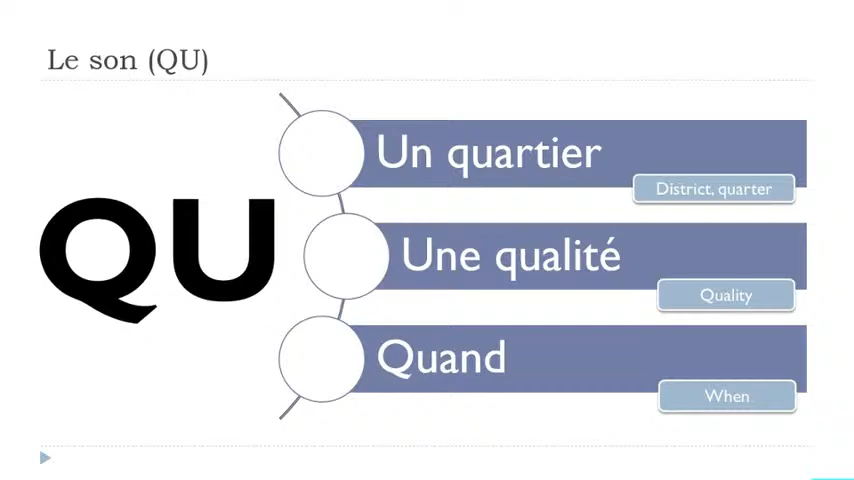 Le son (QU)
QU
Un quartier
District, quarter
Une qualité
Quality
Quand
When